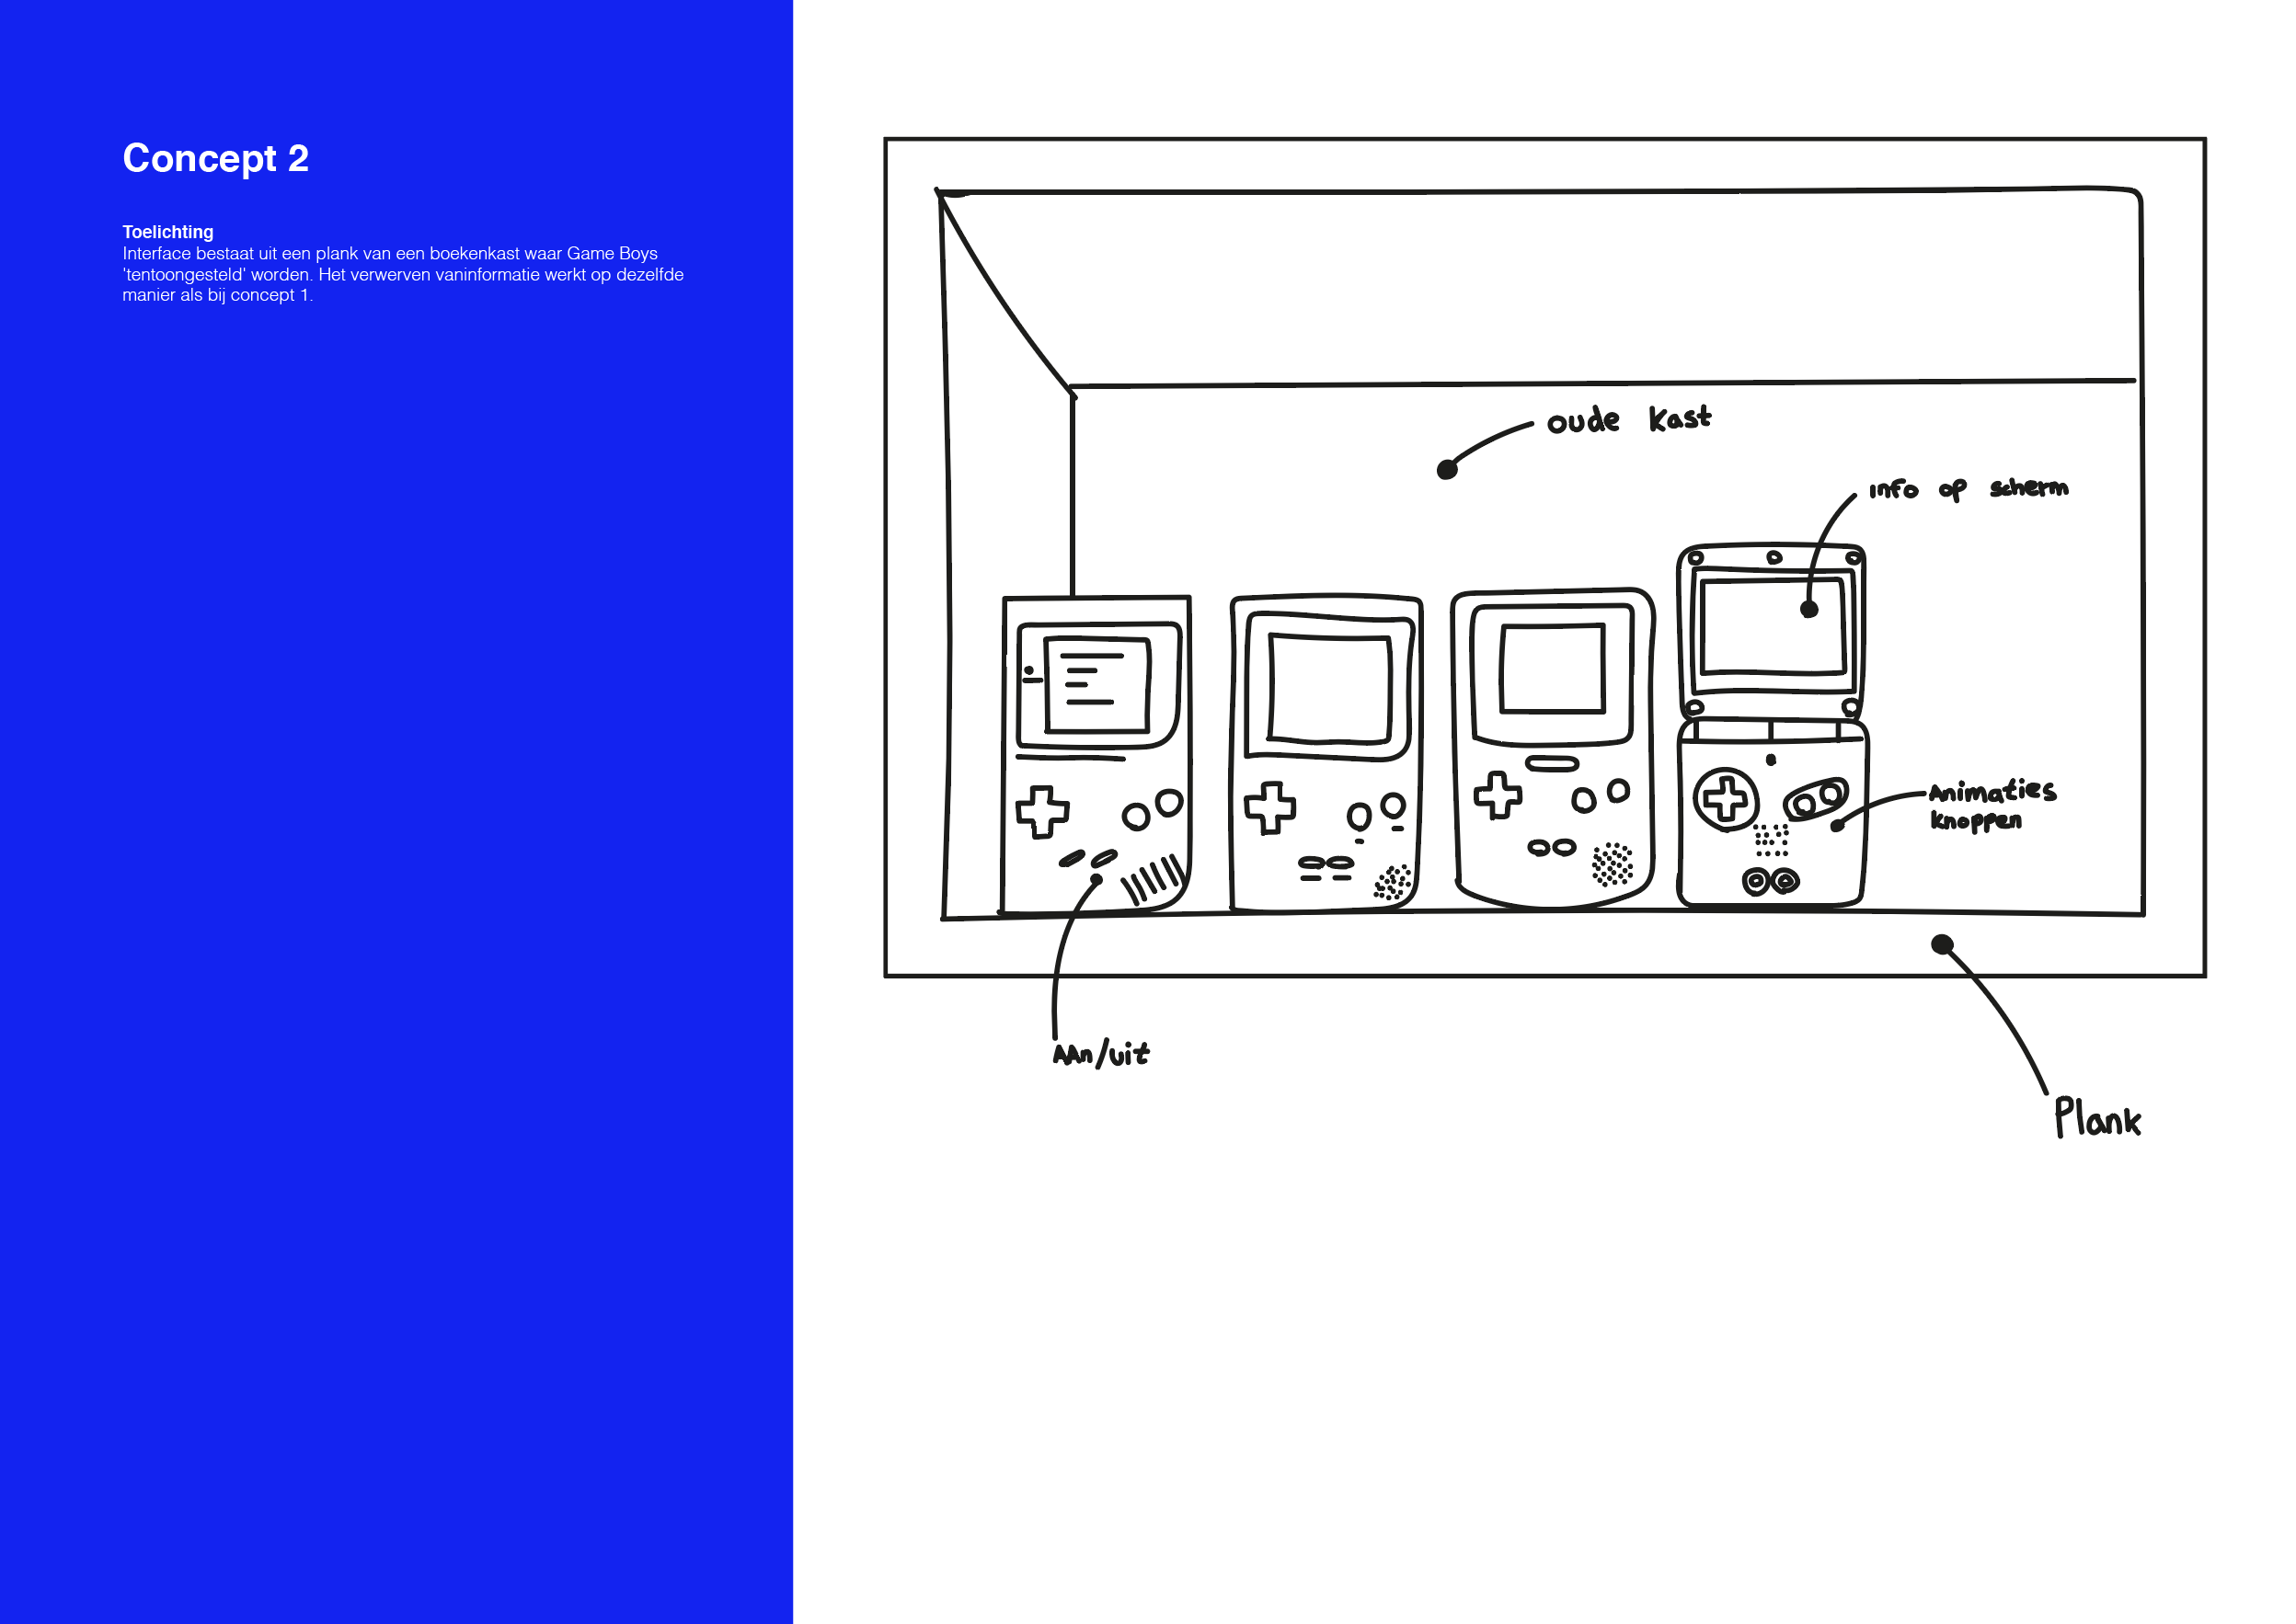 Concept 2
Toelichting
Interface bestaat uit een plank van een boekenkast waar Game Boys
'tentoongesteld' worden. Het verwerven vaninformatie werkt op dezelfde
manier als bij concept 1.
oude kast
info op scherm
Animaties
knoppen
AAn/uit
Plank